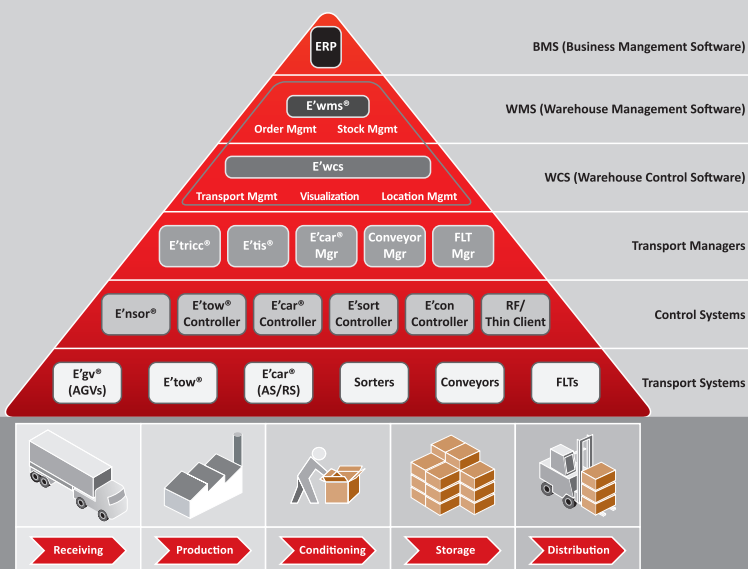 ERP
BMS (Business Mangement Software)
E'wms®
Order Mgmt Stock Mgmt
WMS (Warehouse Management Software)
E'wcs
Transport Mgmt Visualization Location Mgmt
WCS (Warehouse Control Software)
E'tricc®
E'tis®
E'car®
Mgr
Conveyor
Mgr
FLT
Mgr
Transport Managers
E'nsor®
E'tow®
Controller
E'car®
Controller
E'sort
Controller
E'con
Controller
RF/
Thin Client
Control Systems
E'gv®
(AGVs)
E'tow®
E'car®
(AS/RS)
Sorters
Conveyors
FLTs
Transport Systems
Receiving
Production
Conditioning
Storage
Distribution